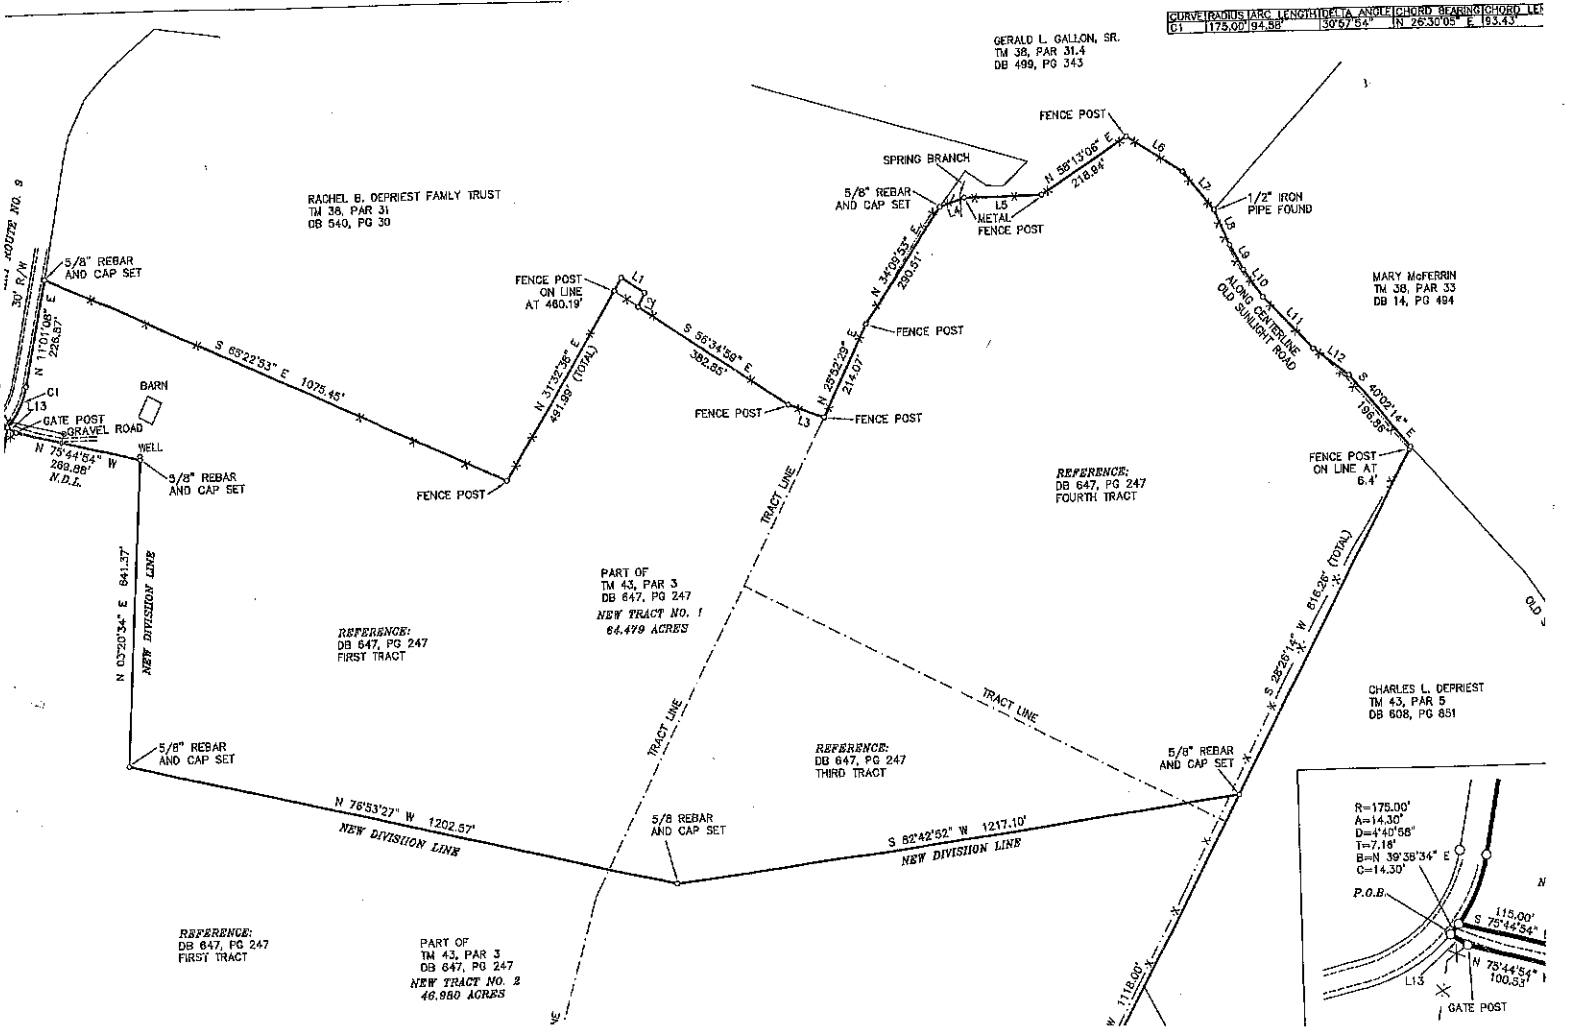 CURVE RADIUS ARC LENGTH DELTA ANGLE CHORD BEARING CHORD LEN
C1 175.00' 94.58' 30°57'54" N 26°30'05" E 93.43'
GERALD L. GALLON, SR.
TM 38, PAR 31.4
DB 499, PG 343
FENCE POST
L6
SPRING BRANCH
N 58°13'06" E
218.94'
L7
5/8" REBAR
AND CAP SET
L4
L5
METAL
FENCE POST
1/2" IRON
PIPE FOUND
L8
RACHEL B. DEPRIEST FAMILY TRUST
TM 38, PAR 31
DB 540, PG 30
ROUTE NO. 9
30' R/W
5/8" REBAR
AND CAP SET
N 11°01'08" E
226.87'
FENCE POST
ON LINE
AT 460.19'
L1
L2
N 34°09'53" E
290.51'
L9
L10
L11
L12
ALONG CENTERLINE
OLD SUNLIGHT ROAD
MARY McFERRIN
TM 38, PAR 33
DB 14, PG 494
S 65°22'53" E 1075.45'
N 31°32'38" E
491.99' (TOTAL)
S 56°34'59" E
382.85'
FENCE POST
N 25°52'29" E
214.07'
S 40°02'14" E
196.86'
BARN
C1
L13
GATE POST
GRAVEL ROAD
N 75°44'54" W
269.88'
N.D.L.
WELL
5/8" REBAR
AND CAP SET
FENCE POST
FENCE POST
L3
FENCE POST
FENCE POST
ON LINE AT
6.4'
TRACT LINE
REFERENCE:
DB 647, PG 247
FOURTH TRACT
N 03°20'34" E 641.37'
NEW DIVISION LINE
PART OF
TM 43, PAR 3
DB 647, PG 247
NEW TRACT NO. 1
64.479 ACRES
REFERENCE:
DB 647, PG 247
FIRST TRACT
S 28°26'14" W 816.26' (TOTAL)
OLD
TRACT LINE
TRACT LINE
CHARLES L. DEPRIEST
TM 43, PAR 5
DB 608, PG 851
5/8" REBAR
AND CAP SET
REFERENCE:
DB 647, PG 247
THIRD TRACT
5/8" REBAR
AND CAP SET
N 76°53'27" W 1202.57'
NEW DIVISION LINE
5/8 REBAR
AND CAP SET
S 82°42'52" W 1217.10'
NEW DIVISION LINE
R=175.00'
A=14.30'
D=4°40'58"
T=7.16'
B=N 39°38'34" E
C=14.30'
P.O.B.
N
115.00'
S 75°44'54"
N 75°44'54"
100.53'
L13
GATE POST
REFERENCE:
DB 647, PG 247
FIRST TRACT
PART OF
TM 43, PAR 3
DB 647, PG 247
NEW TRACT NO. 2
46.980 ACRES
NE
W 1118.00'